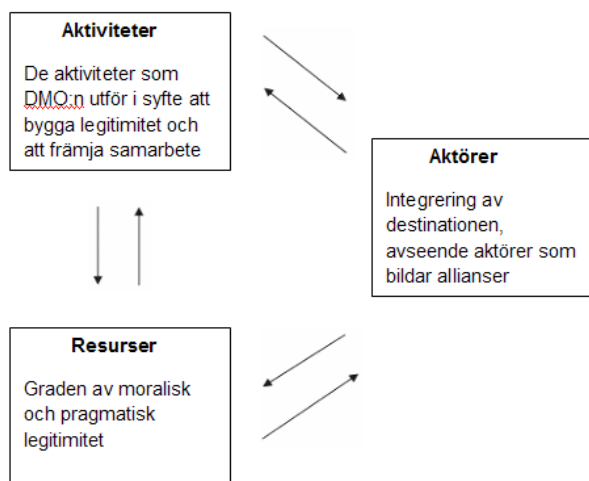 Aktiviteter
De aktiviteter som
DMO:n utför i syfte att
bygga legitimitet och
att främja samarbete
Aktörer
Integrering av
destinationen,
avseende aktörer som
bildar allianser
Resurser
Graden av moralisk
och pragmatisk
legitimitet